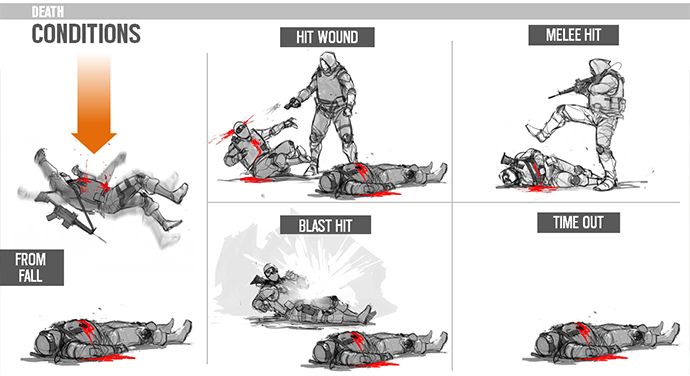 DEATH
CONDITIONS
HIT WOUND
MELEE HIT
FROM
FALL
BLAST HIT
TIME OUT